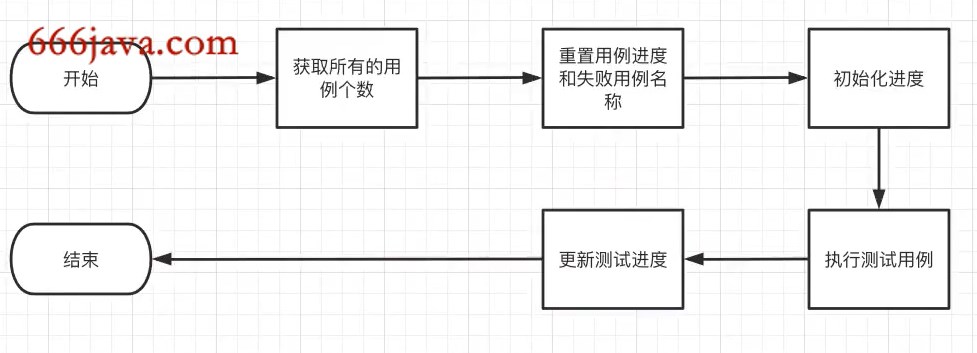 666java.com
开始
获取所有的用
例个数
重置用例进度
和失败用例名
称
初始化进度
结束
更新测试进度
执行测试用例